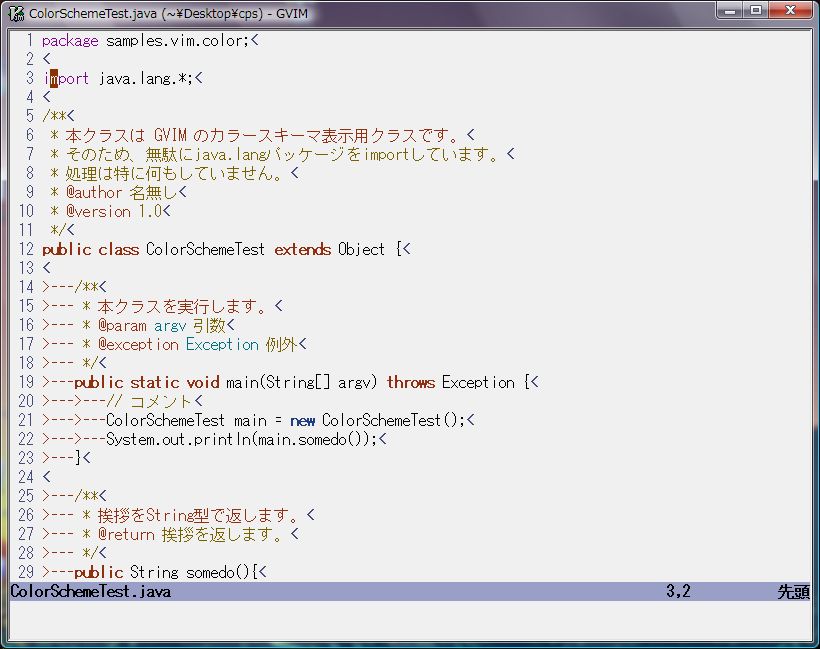 ColorSchemeTest.java (~¥Desktop¥cps) - GVIM
1 package samples.vim.color;<
2 <
3 import java.lang.*;<
4 <
5 /**<
6  * 本クラスは GVIM のカラースキーマ表示用クラスです。<
7  * そのため、無駄にjava.langパッケージをimportしています。<
8  * 処理は特に何もしていません。<
9  * @author 名無し<
10  * @version 1.0<
11  */<
12 public class ColorSchemeTest extends Object {<
13 <
14 >---/**<
15 >--- * 本クラスを実行します。<
16 >--- * @param argv 引数<
17 >--- * @exception Exception 例外<
18 >--- */<
19 >---public static void main(String[] argv) throws Exception {<
20 >--->---// コメント<
21 >--->---ColorSchemeTest main = new ColorSchemeTest();<
22 >--->---System.out.println(main.somedo());<
23 >---}<
24 <
25 >---/**<
26 >--- * 挨拶をString型で返します。<
27 >--- * @return 挨拶を返します。<
28 >--- */<
29 >---public String somedo(){<
ColorSchemeTest.java 3,2 先頭